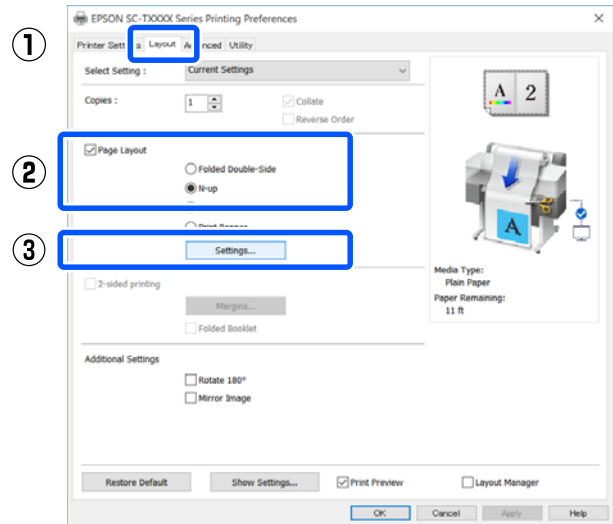 EPSON SC-TXXXX Series Printing Preferences
① Layout Utility
Select Setting : Current Settings
Copies : 1 Collate
Reverse Order
② Page Layout
Folded Double-Side
N-up
③ Settings...
2-sided printing
Margins...
Folded Booklet
Additional Settings
Rotate 180°
Mirror Image
A 2
A
Media Type:
Plain Paper
Paper Remaining:
11 ft
Restore Default Show Settings... Print Preview Layout Manager
OK Cancel Apply Help